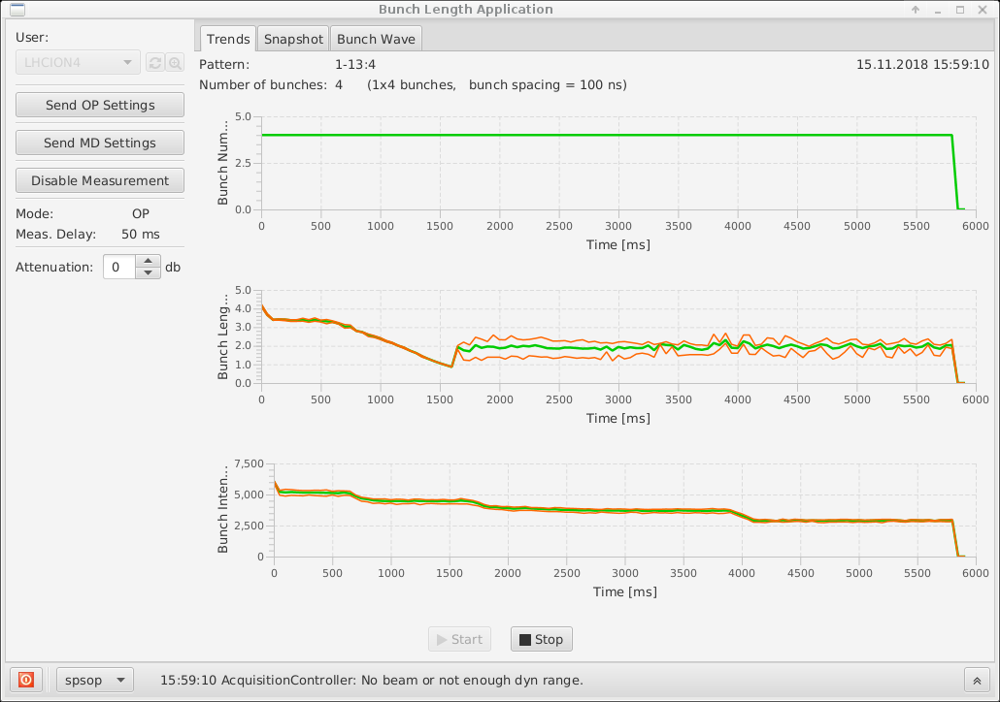 Bunch Length Application
User:
LHCION4
Send OP Settings
Send MD Settings
Disable Measurement
Mode: OP
Meas. Delay: 50 ms
Attenuation: 0 db
Trends Snapshot Bunch Wave
Pattern: 1-13:4 15.11.2018 15:59:10
Number of bunches: 4 (1x4 bunches, bunch spacing = 100 ns)
Bunch Num...
5.0
2.5
0.0
0 500 1000 1500 2000 2500 3000 3500 4000 4500 5000 5500 6000
Time [ms]
Bunch Leng...
5.0
4.0
3.0
2.0
1.0
0.0
0 500 1000 1500 2000 2500 3000 3500 4000 4500 5000 5500 6000
Time [ms]
Bunch Inten...
7,500
5,000
2,500
0
0 500 1000 1500 2000 2500 3000 3500 4000 4500 5000 5500 6000
Time [ms]
Start Stop
spsop 15:59:10 AcquisitionController: No beam or not enough dyn range.